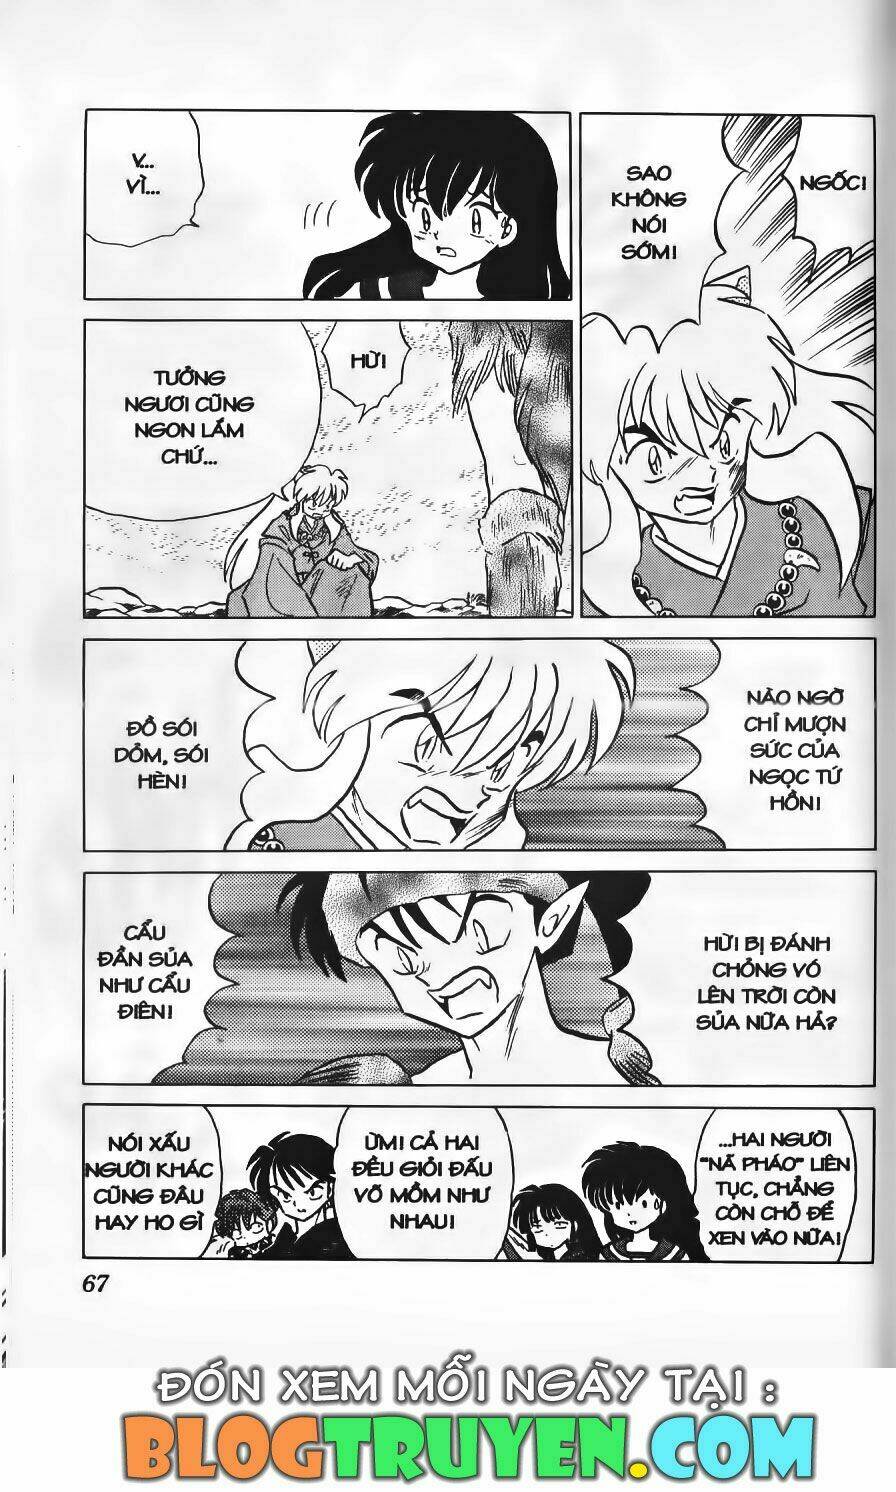 NGỐC!
SAO
KHÔNG
NÓI
SỚM!
V...
VÌ...
HỪ!
TƯỞNG
NGƯƠI CŨNG
NGON LẮM
CHỨ...
NÀO NGỜ
CHỈ MƯỢN
SỨC CỦA
NGỌC TỨ
HỒN!
ĐỒ SÓI
DỎM, SÓI
HÈN!
HỪ! BỊ ĐÁNH
CHỎNG VÓ
LÊN TRỜI CÒN
SỦA NỮA HẢ?
CẨU
ĐẦN SỦA
NHƯ CẨU
ĐIÊN!
...HAI NGƯỜI
"NÃ PHÁO" LIÊN
TỤC, CHẲNG
CÒN CHỖ ĐỂ
XEN VÀO NỮA!
ỪM! CẢ HAI
ĐỀU GIỎI ĐẤU
VÕ MỒM NHƯ
NHAU!
NÓI XẤU
NGƯỜI KHÁC
CŨNG ĐÂU
HAY HO GÌ
67
ĐÓN XEM MỖI NGÀY TẠI :
BLOGTRUYEN.COM